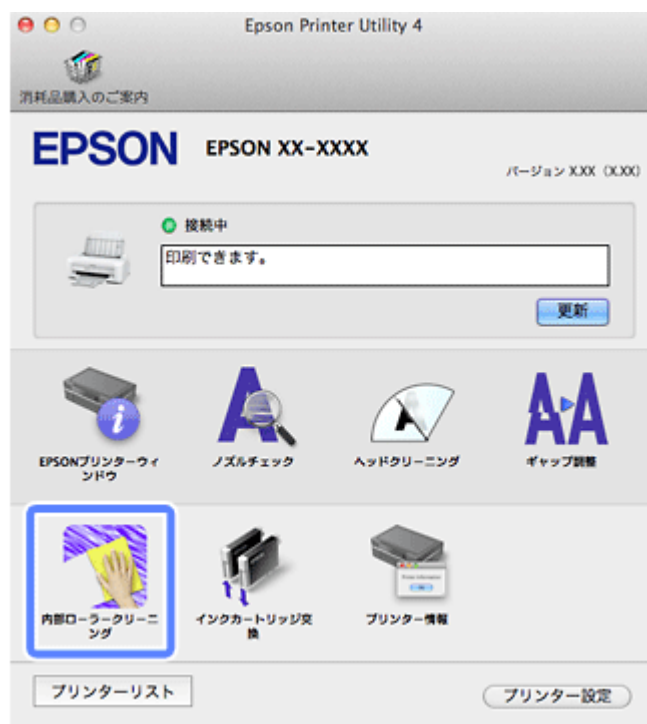 Epson Printer Utility 4
消耗品購入のご案内
EPSON
EPSON XX-XXXX
バージョン X.XX (X.XX)
接続中
印刷できます。
更新
EPSONプリンターウィ
ンドウ
ノズルチェック
ヘッドクリーニング
ギャップ調整
内部ローラークリーニ
ング
インクカートリッジ交
換
プリンター情報
プリンターリスト
プリンター設定